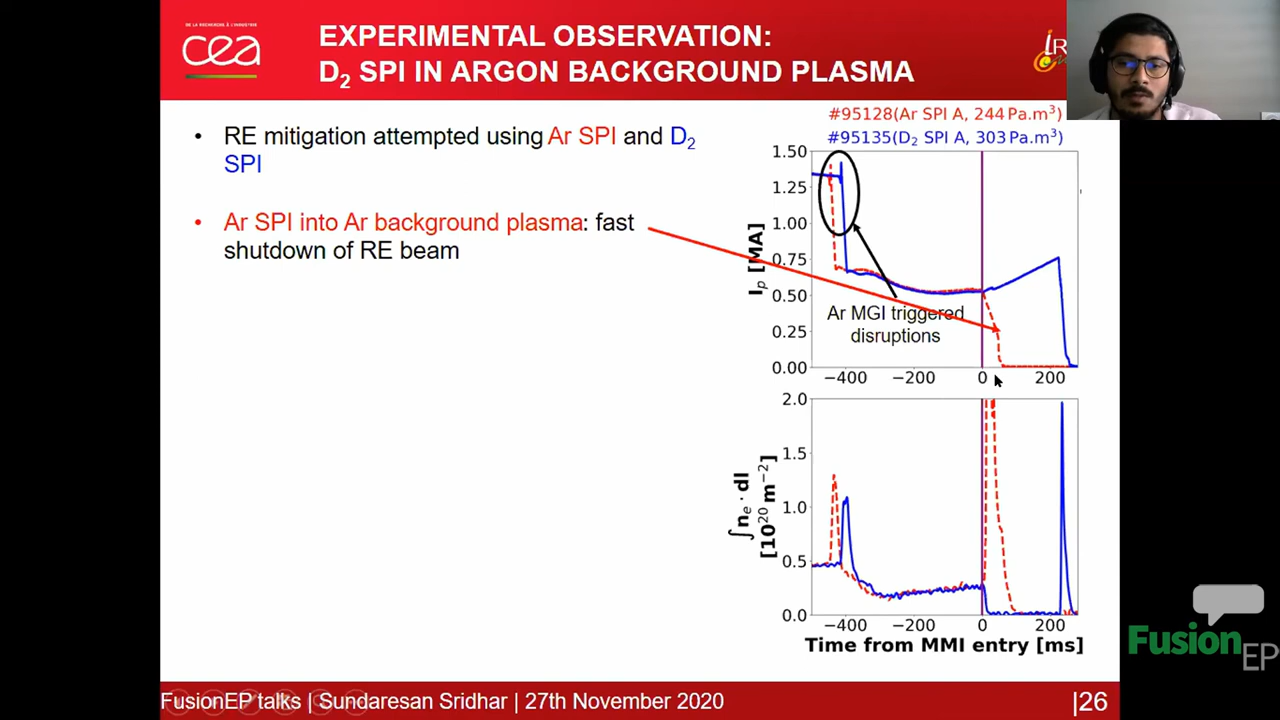 DE LA RECHERCHE À L'INDUSTRIE
cea
EXPERIMENTAL OBSERVATION:
D2 SPI IN ARGON BACKGROUND PLASMA
• RE mitigation attempted using Ar SPI and D2
SPI
• Ar SPI into Ar background plasma: fast
shutdown of RE beam
#95128(Ar SPI A, 244 Pa.m³)
#95135(D2 SPI A, 303 Pa.m³)
1.50
1.25
1.00
0.75
0.50
0.25
0.00
Ip [MA]
Ar MGI triggered
disruptions
−400 −200 0 200
2.0
1.5
1.0
0.5
0.0
∫ne · dl
[10²⁰ m⁻²]
−400 −200 0 200
Time from MMI entry [ms]
FusionEP talks | Sundaresan Sridhar | 27th November 2020
|26
Fusion EP